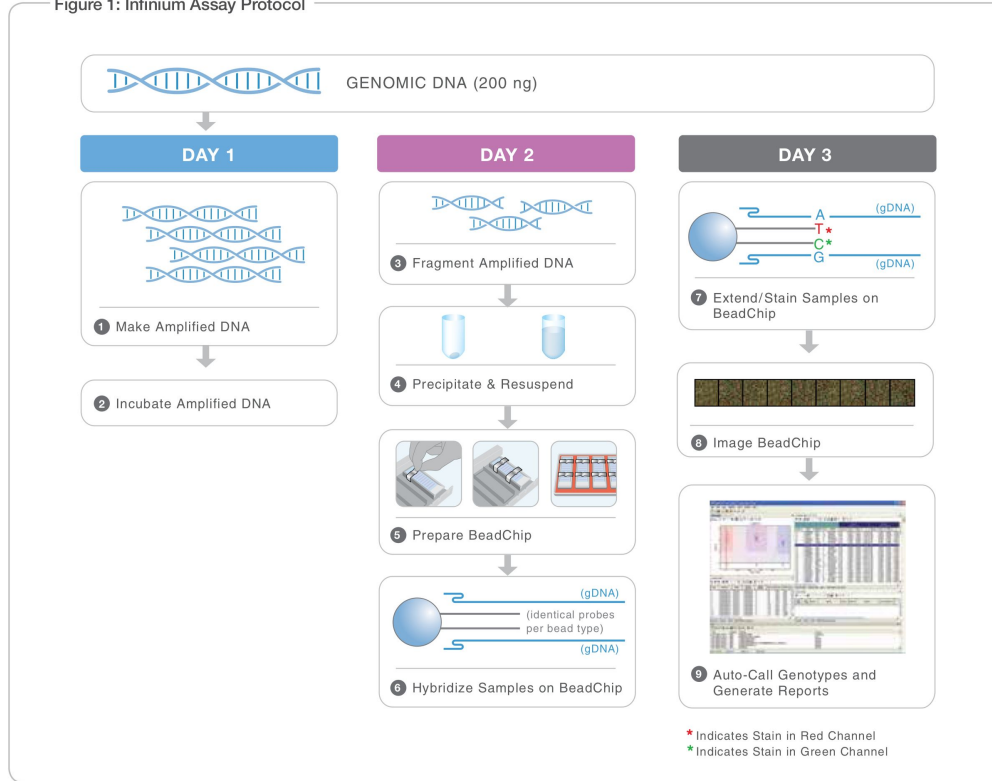 Figure 1: Infinium Assay Protocol
GENOMIC DNA (200 ng)
DAY 1
1 Make Amplified DNA
2 Incubate Amplified DNA
DAY 2
3 Fragment Amplified DNA
4 Precipitate & Resuspend
5 Prepare BeadChip
(gDNA)
(identical probes
per bead type)
(gDNA)
6 Hybridize Samples on BeadChip
DAY 3
A (gDNA)
T*
C*
G (gDNA)
7 Extend/Stain Samples on
BeadChip
8 Image BeadChip
9 Auto-Call Genotypes and
Generate Reports
* Indicates Stain in Red Channel
* Indicates Stain in Green Channel